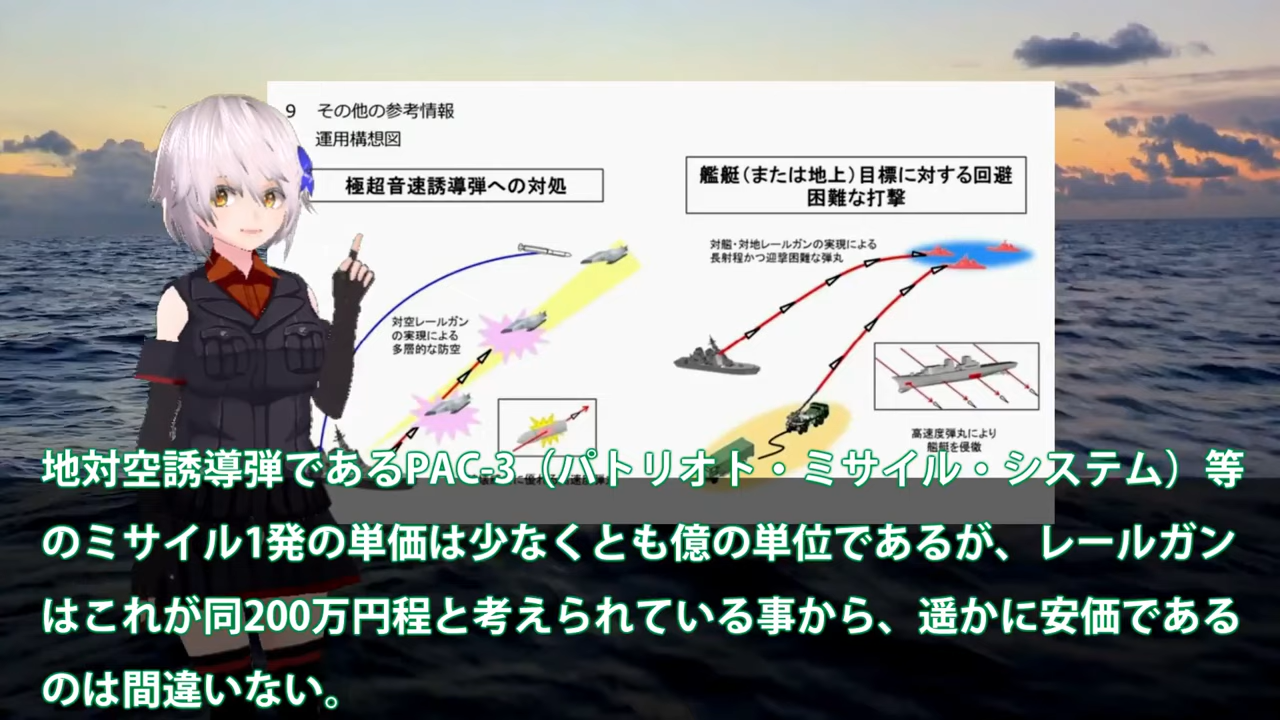 9 その他の参考情報
運用構想図
極超音速誘導弾への対処
艦艇(または地上)目標に対する回避
困難な打撃
対空レールガン
の実現による
多層的な防空
対艦・対地レールガンの実現による
長射程かつ迎撃困難な弾丸
高速度弾丸により
艦艇を侵徹
地対空誘導弾であるPAC-3（パトリオト・ミサイル・システム）等
のミサイル1発の単価は少なくとも億の単位であるが、レールガン
はこれが同200万円程と考えられている事から、遥かに安価である
のは間違いない。